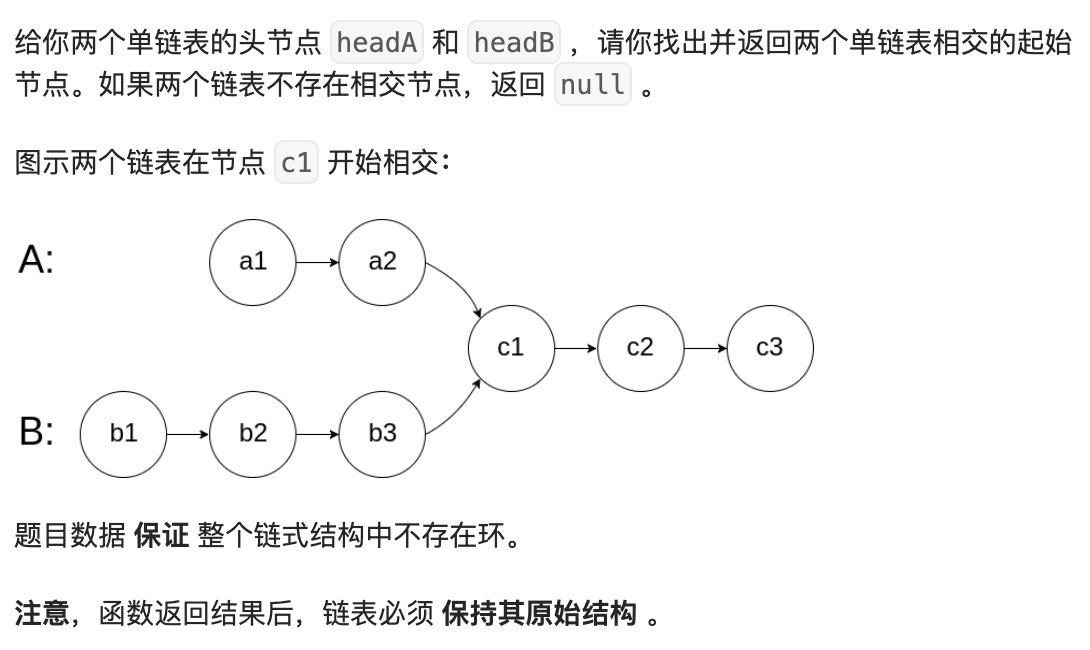 给你两个单链表的头节点 headA 和 headB ，请你找出并返回两个单链表相交的起始
节点。如果两个链表不存在相交节点，返回 null 。
图示两个链表在节点 c1 开始相交：
A:
a1
a2
c1
c2
c3
B:
b1
b2
b3
题目数据 保证 整个链式结构中不存在环。
注意，函数返回结果后，链表必须 保持其原始结构 。